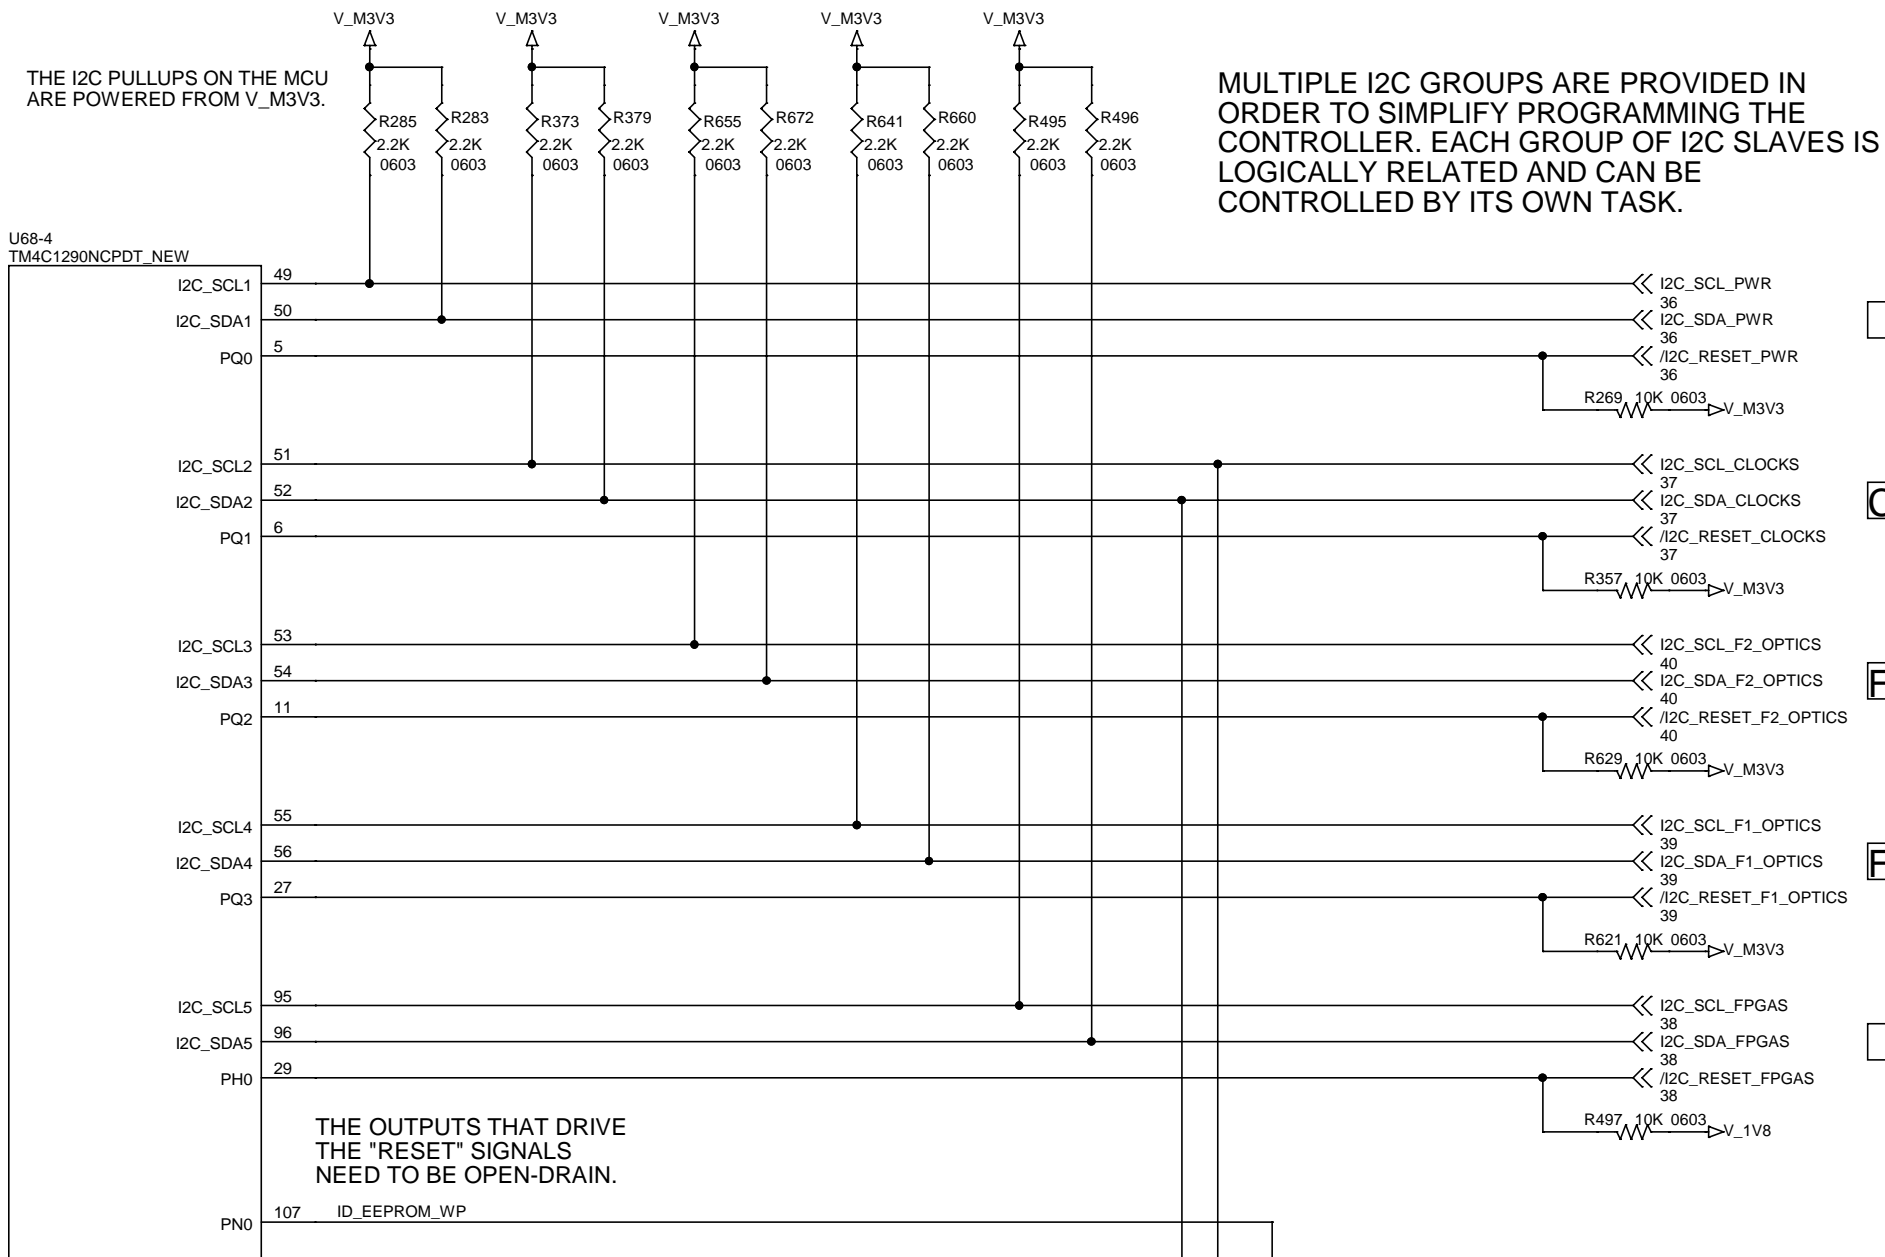 V_M3V3 V_M3V3 V_M3V3 V_M3V3 V_M3V3
THE I2C PULLUPS ON THE MCU
ARE POWERED FROM V_M3V3.
MULTIPLE I2C GROUPS ARE PROVIDED IN
ORDER TO SIMPLIFY PROGRAMMING THE
CONTROLLER. EACH GROUP OF I2C SLAVES IS
LOGICALLY RELATED AND CAN BE
CONTROLLED BY ITS OWN TASK.
R285 R283 R373 R379 R655 R672 R641 R660 R495 R496
2.2K 2.2K 2.2K 2.2K 2.2K 2.2K 2.2K 2.2K 2.2K 2.2K
0603 0603 0603 0603 0603 0603 0603 0603 0603 0603
U68-4
TM4C1290NCPDT_NEW
I2C_SCL1 49 I2C_SCL_PWR
36
I2C_SDA1 50 I2C_SDA_PWR
36
PQ0 5 /I2C_RESET_PWR
36
R269 10K 0603 V_M3V3
I2C_SCL2 51 I2C_SCL_CLOCKS
37
I2C_SDA2 52 I2C_SDA_CLOCKS
37
PQ1 6 /I2C_RESET_CLOCKS
37
R357 10K 0603 V_M3V3
I2C_SCL3 53 I2C_SCL_F2_OPTICS
40
I2C_SDA3 54 I2C_SDA_F2_OPTICS
40
PQ2 11 /I2C_RESET_F2_OPTICS
40
R629 10K 0603 V_M3V3
I2C_SCL4 55 I2C_SCL_F1_OPTICS
39
I2C_SDA4 56 I2C_SDA_F1_OPTICS
39
PQ3 27 /I2C_RESET_F1_OPTICS
39
R621 10K 0603 V_M3V3
I2C_SCL5 95 I2C_SCL_FPGAS
38
I2C_SDA5 96 I2C_SDA_FPGAS
38
PH0 29 /I2C_RESET_FPGAS
38
R497 10K 0603 V_1V8
THE OUTPUTS THAT DRIVE
THE "RESET" SIGNALS
NEED TO BE OPEN-DRAIN.
PN0 107 ID_EEPROM_WP